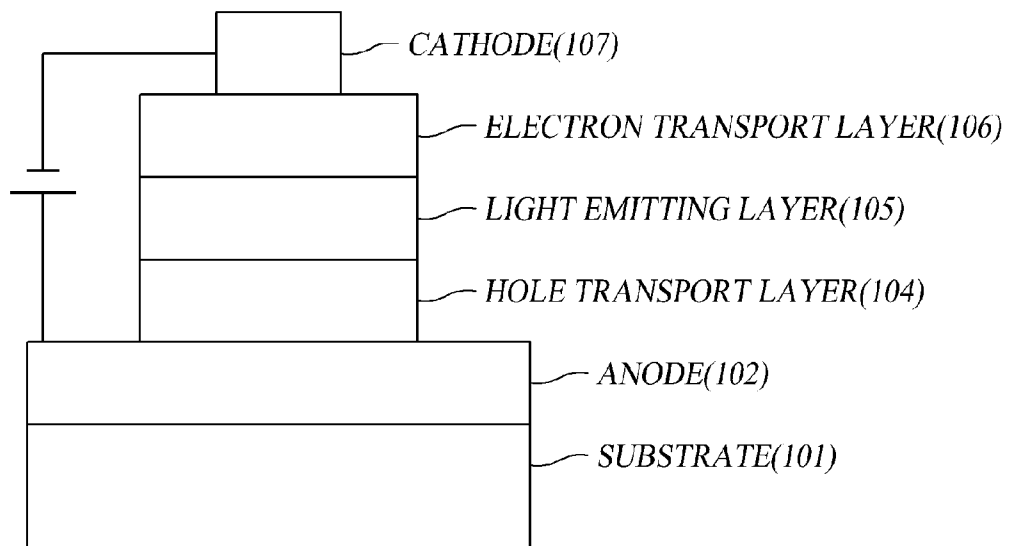 CATHODE(107)
ELECTRON TRANSPORT LAYER(106)
LIGHT EMITTING LAYER(105)
HOLE TRANSPORT LAYER(104)
ANODE(102)
SUBSTRATE(101)